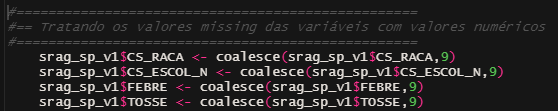 #==================================================
#== Tratando os valores missing das variáveis com valores numéricos
#==================================================
srag_sp_v1$CS_RACA <- coalesce(srag_sp_v1$CS_RACA,9)
srag_sp_v1$CS_ESCOL_N <- coalesce(srag_sp_v1$CS_ESCOL_N,9)
srag_sp_v1$FEBRE <- coalesce(srag_sp_v1$FEBRE,9)
srag_sp_v1$TOSSE <- coalesce(srag_sp_v1$TOSSE,9)